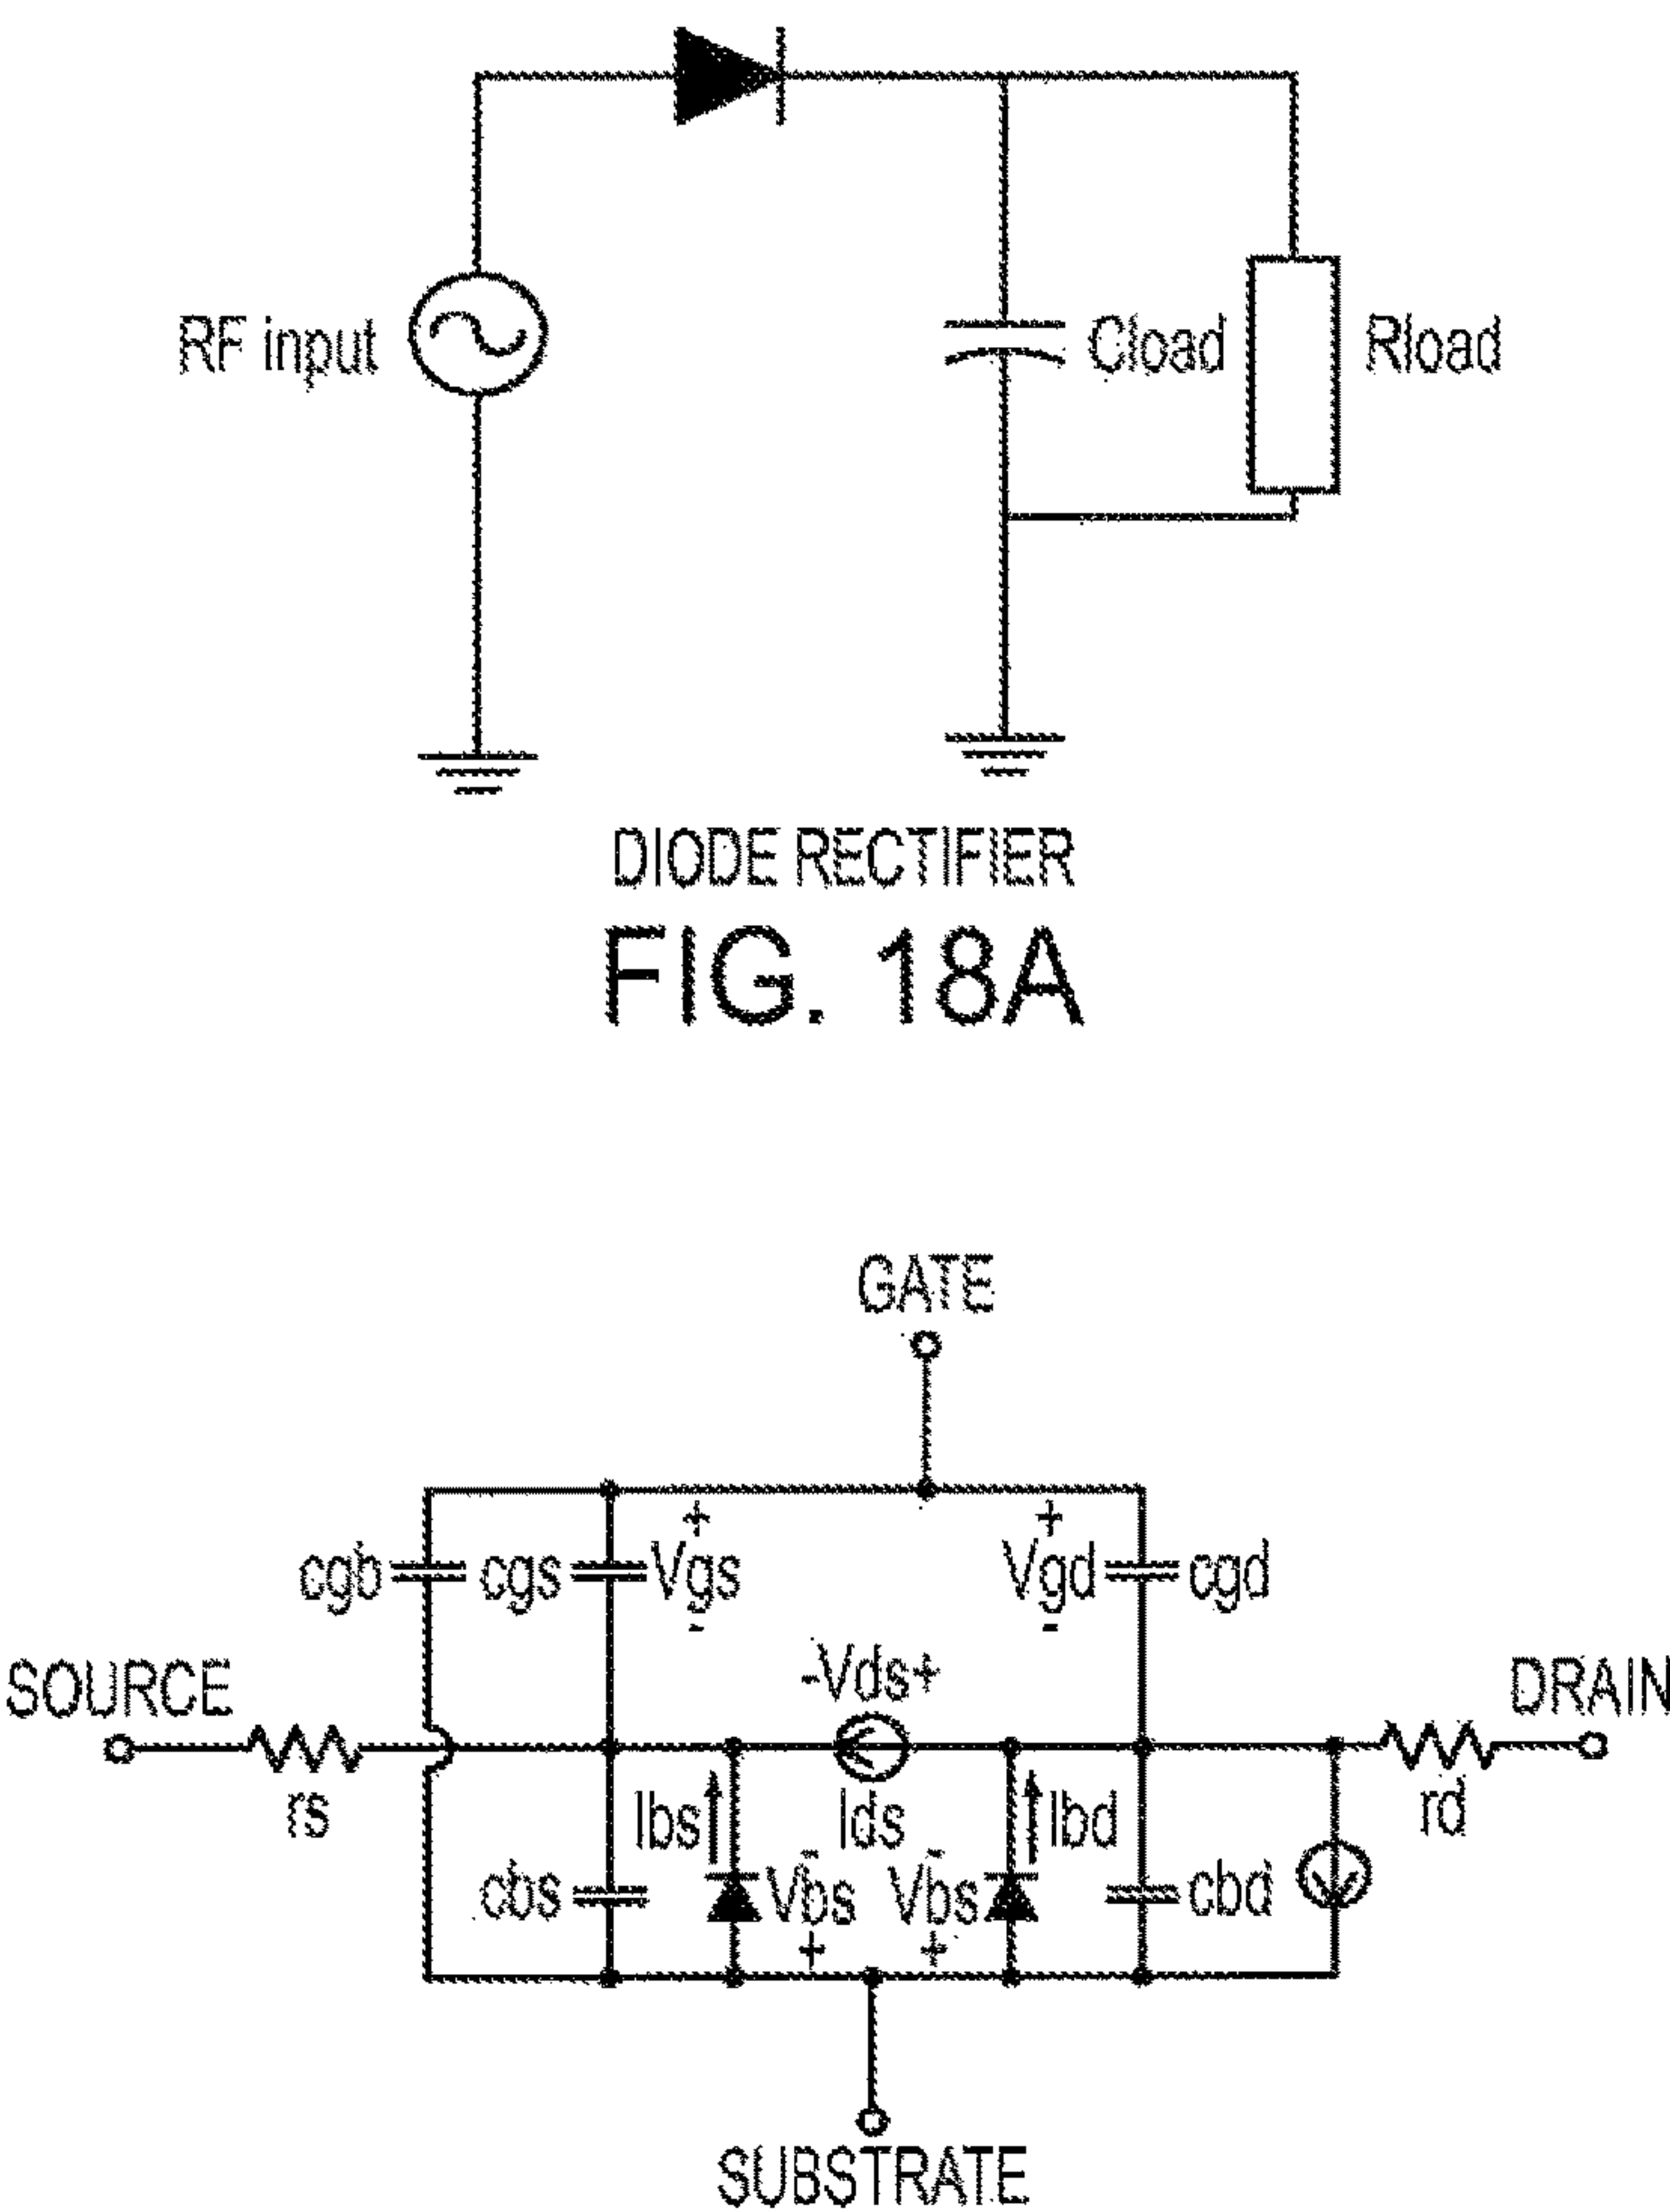 RF input
Cload
Rload
DIODE RECTIFIER
FIG. 18A
GATE
+
+
cgb
cgs
Vgs
Vgd
cgd
-
-
-Vds+
SOURCE
DRAIN
rs
Ibs
Ids
Ibd
rd
-
-
cbs
Vbs
Vbs
cbd
+
+
SUBSTRATE